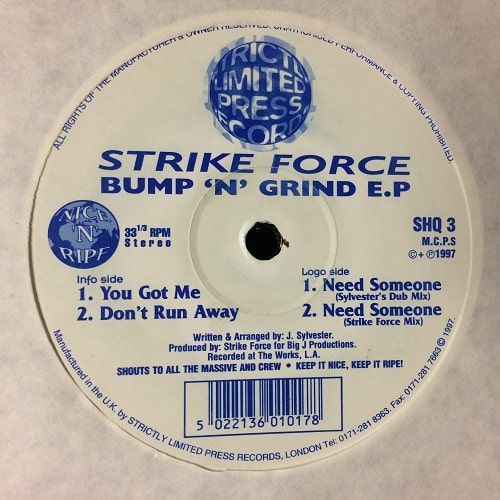 ALL RIGHTS OF THE MANUFACTURER & OWNER RESERVED. UNAUTHORISED PERFORMANCE & COPYING PROHIBITED.
STRICTLY
LIMITED
PRESS
RECORDS
STRIKE FORCE
BUMP 'N' GRIND E.P
NICE
'N'
RIPE
33 1/3 RPM
Stereo
SHQ 3
M.C.P.S
©+℗1997
Info side
1. You Got Me
2. Don't Run Away
Logo side
1. Need Someone
(Sylvester's Dub Mix)
2. Need Someone
(Strike Force Mix)
Written & Arranged by: J. Sylvester.
Produced by: Strike Force for Big J Productions.
Recorded at The Works, L.A.
SHOUTS TO ALL THE MASSIVE AND CREW • KEEP IT NICE, KEEP IT RIPE!
5 022136 010178
Manufactured in the U.K. by STRICTLY LIMITED PRESS RECORDS, LONDON Tel: 0171-281 8363. Fax: 0171-281 7663 © 1997.